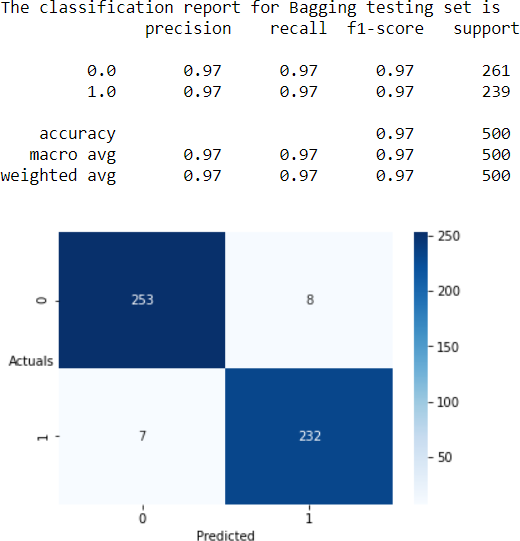 The classification report for Bagging testing set is
precision recall f1-score support
0.0 0.97 0.97 0.97 261
1.0 0.97 0.97 0.97 239
accuracy 0.97 500
macro avg 0.97 0.97 0.97 500
weighted avg 0.97 0.97 0.97 500
250
0 253 8
200
Actuals
150
100
1 7 232
50
0 1
Predicted